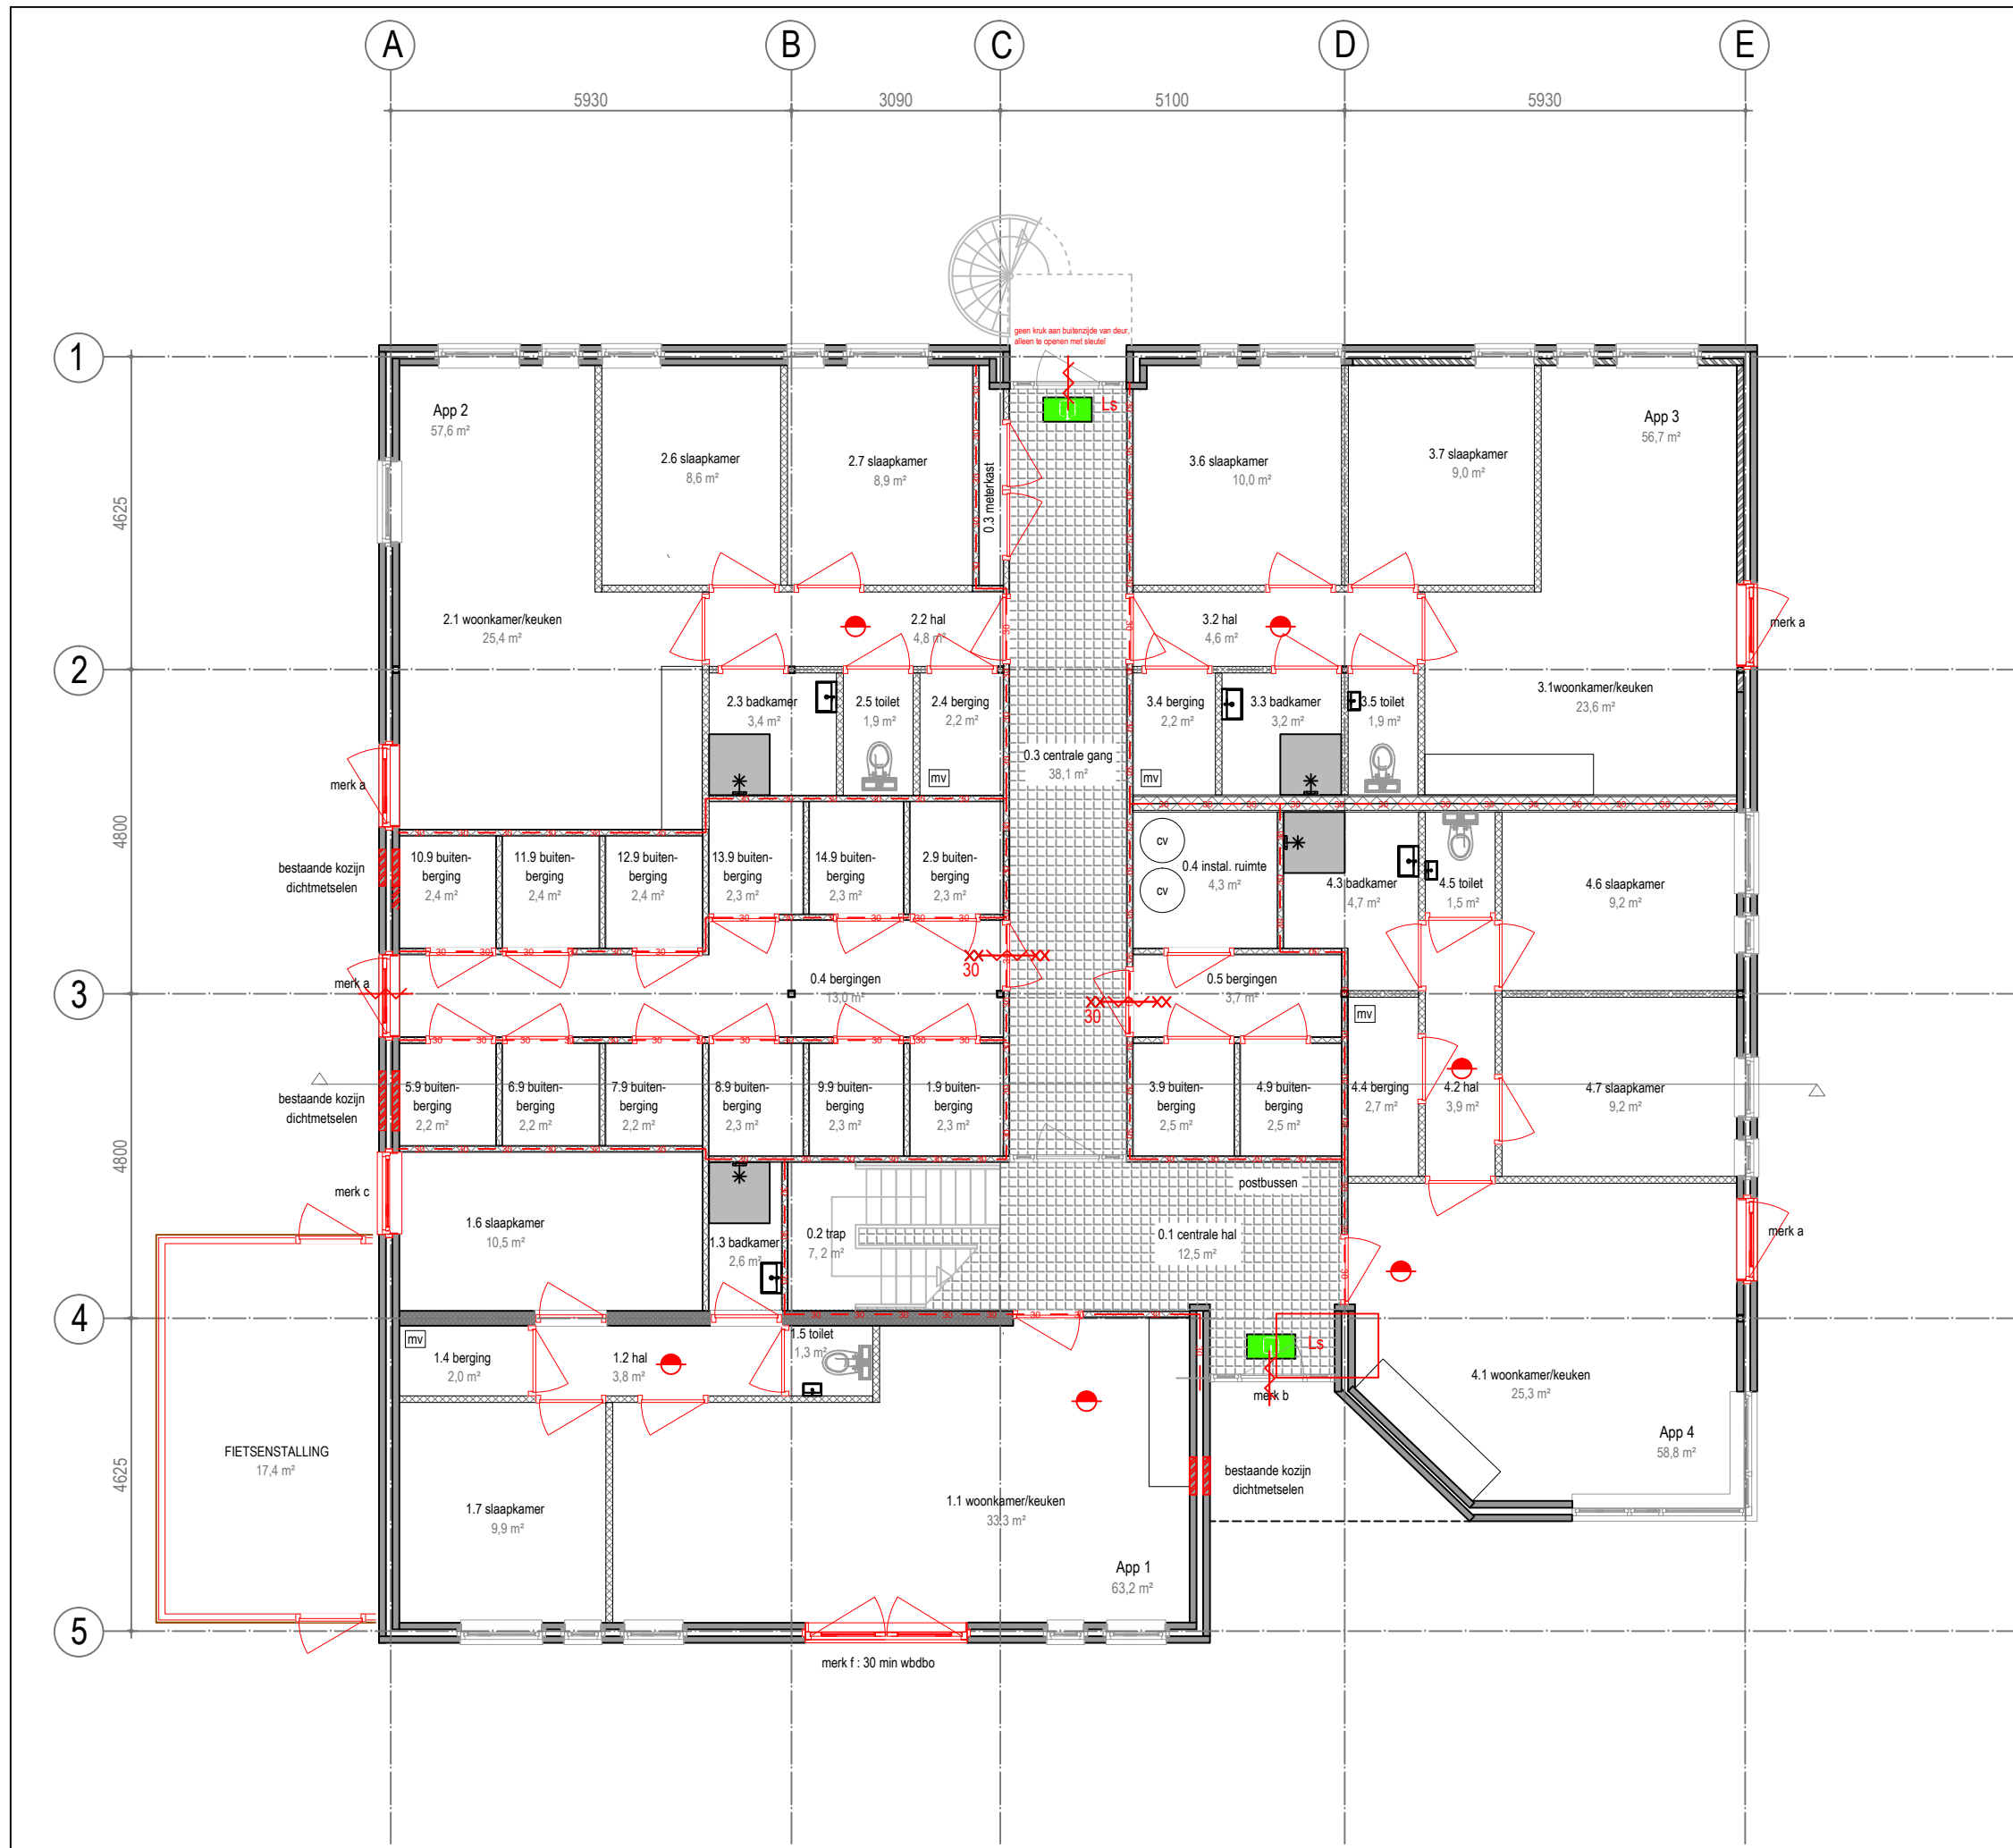 A
B
C
D
E
5930
3090
5100
5930
1
2
3
4
5
4625
4800
4800
4625
geen kruk aan buitenzijde van deur,
alleen te openen met sleutel
Ls
App 2
57,6 m²
2.6 slaapkamer
8,6 m²
2.7 slaapkamer
8,9 m²
0.3 meterkast
3.6 slaapkamer
10,0 m²
3.7 slaapkamer
9,0 m²
App 3
56,7 m²
2.1 woonkamer/keuken
25,4 m²
2.2 hal
4,8 m²
3.2 hal
4,6 m²
merk a
2.3 badkamer
3,4 m²
2.5 toilet
1,9 m²
2.4 berging
2,2 m²
mv
3.4 berging
2,2 m²
mv
3.3 badkamer
3,2 m²
3.5 toilet
1,9 m²
3.1woonkamer/keuken
23,6 m²
0.3 centrale gang
38,1 m²
merk a
bestaande kozijn
dichtmetselen
10.9 buiten-
berging
2,4 m²
11.9 buiten-
berging
2,4 m²
12.9 buiten-
berging
2,4 m²
13.9 buiten-
berging
2,3 m²
14.9 buiten-
berging
2,3 m²
2.9 buiten-
berging
2,3 m²
cv
cv
0.4 instal. ruimte
4,3 m²
4.3 badkamer
4,7 m²
4.5 toilet
1,5 m²
4.6 slaapkamer
9,2 m²
merk a
0.4 bergingen
13,0 m²
30
30
0.5 bergingen
3,7 m²
mv
bestaande kozijn
dichtmetselen
5.9 buiten-
berging
2,2 m²
6.9 buiten-
berging
2,2 m²
7.9 buiten-
berging
2,2 m²
8.9 buiten-
berging
2,3 m²
9.9 buiten-
berging
2,3 m²
1.9 buiten-
berging
2,3 m²
3.9 buiten-
berging
2,5 m²
4.9 buiten-
berging
2,5 m²
4.4 berging
2,7 m²
4.2 hal
3,9 m²
4.7 slaapkamer
9,2 m²
merk c
1.6 slaapkamer
10,5 m²
1.3 badkamer
2,6 m²
0.2 trap
7, 2 m²
postbussen
0.1 centrale hal
12,5 m²
merk a
mv
1.4 berging
2,0 m²
1.2 hal
3,8 m²
1.5 toilet
1,3 m²
Ls
merk b
4.1 woonkamer/keuken
25,3 m²
App 4
58,8 m²
FIETSENSTALLING
17,4 m²
1.7 slaapkamer
9,9 m²
1.1 woonkamer/keuken
33,3 m²
bestaande kozijn
dichtmetselen
App 1
63,2 m²
merk f : 30 min wbdbo